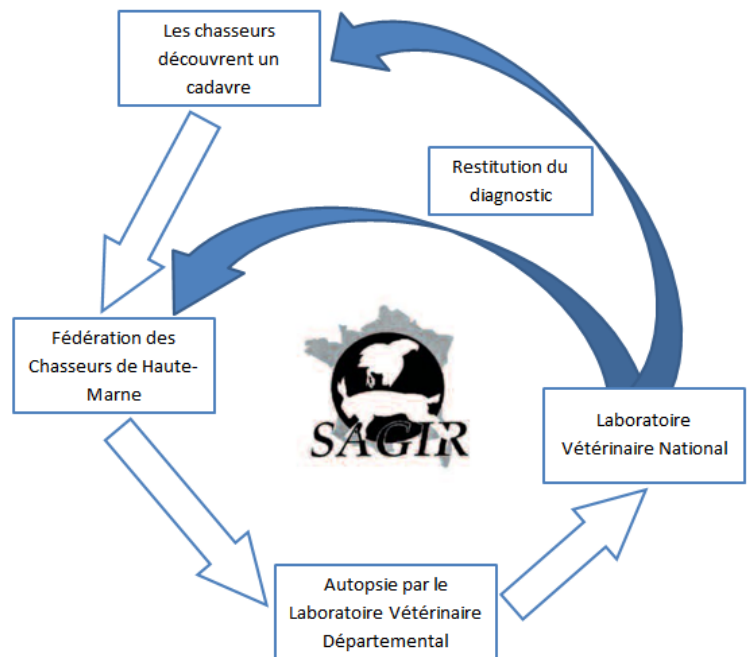 Les chasseurs
découvrent un
cadavre
Restitution du
diagnostic
Fédération des
Chasseurs de Haute-
Marne
SAGIR
Laboratoire
Vétérinaire National
Autopsie par le
Laboratoire Vétérinaire
Départemental